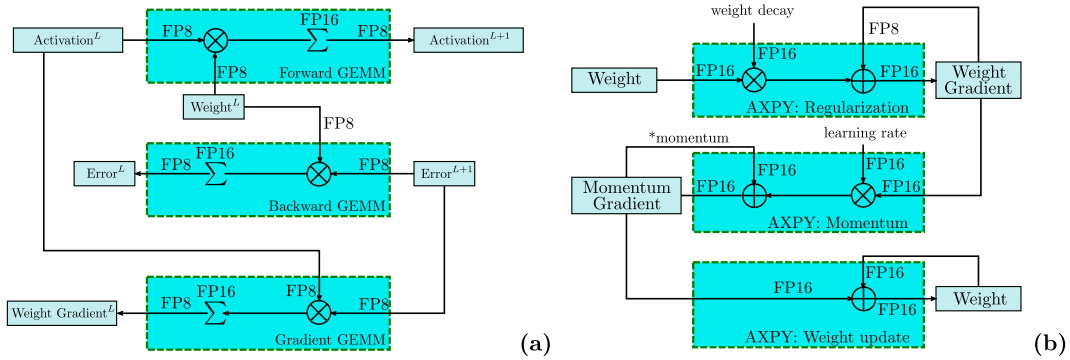 Activation^L
FP8
FP16
FP8
Activation^{L+1}
FP8
Forward GEMM
Weight^L
FP8
Error^L
FP8
FP16
FP8
Error^{L+1}
Backward GEMM
Weight Gradient^L
FP8
FP16
FP8
FP8
Gradient GEMM
(a)
weight decay
FP16
FP8
Weight
FP16
FP16
Weight
Gradient
AXPY: Regularization
*momentum
learning rate
FP16
FP16
Momentum
Gradient
FP16
FP16
AXPY: Momentum
FP16
FP16
FP16
Weight
AXPY: Weight update
(b)